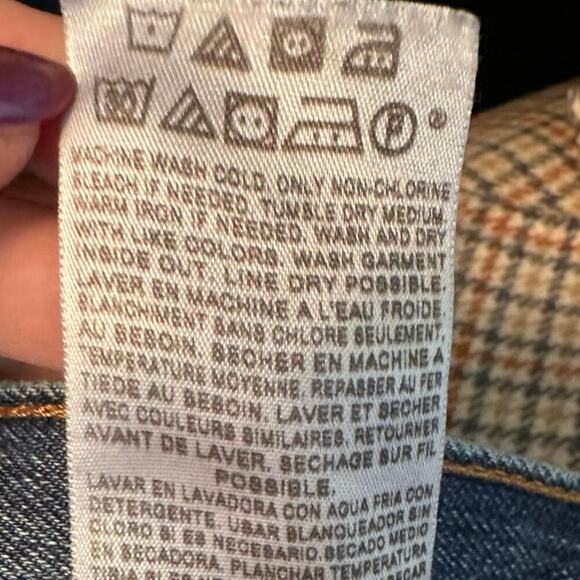 30 P ®
MACHINE WASH COLD, ONLY NON-CHLORINE
BLEACH IF NEEDED, TUMBLE DRY MEDIUM,
WARM IRON IF NEEDED, WASH AND DRY
WITH LIKE COLORS, WASH GARMENT
INSIDE OUT, LINE DRY POSSIBLE.
LAVER EN MACHINE A L'EAU FROIDE
BLANCHIMENT SANS CHLORE SEULEMENT
AU BESOIN, SECHER EN MACHINE A
TEMPERATURE MOYENNE, REPASSER AU FER
TIEDE AU BESOIN, LAVER ET SECHER
AVEC COULEURS SIMILAIRES, RETOURNER
AVANT DE LAVER, SECHAGE SUR FIL
POSSIBLE.
LAVAR EN LAVADORA CON AGUA FRIA CON
DETERGENTE, USAR BLANQUEADOR SIN
CLORO SI ES NECESARIO, SECADO MEDIO
EN SECADORA, PLANCHAR TEMPERATURA